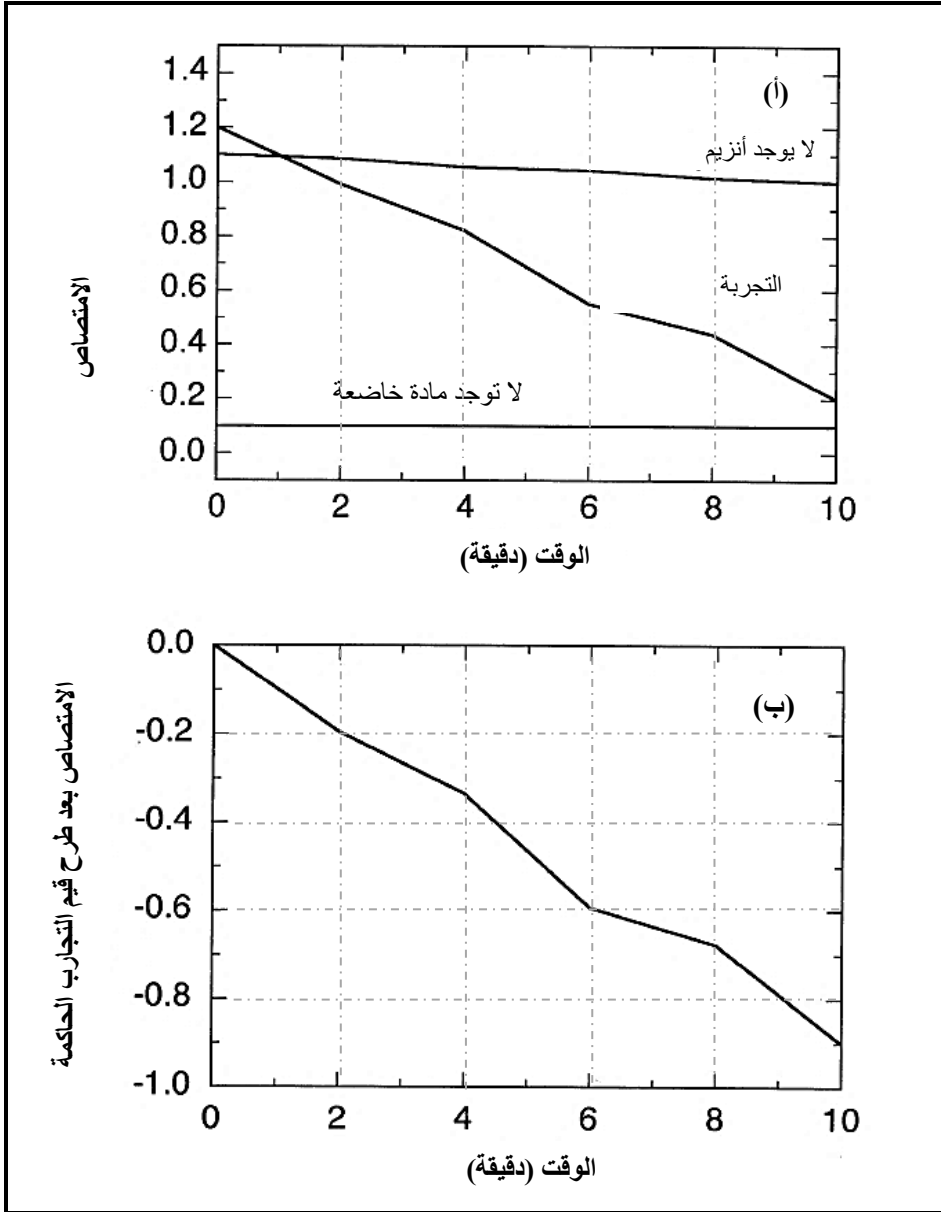 (أ)
1.4
1.2
1.0
0.8
0.6
0.4
0.2
0.0
لا يوجد أنزيم
التجربة
لا توجد مادة خاضعة
الامتصاص
0 2 4 6 8 10
الوقت (دقيقة)
(ب)
0.0
-0.2
-0.4
-0.6
-0.8
-1.0
الامتصاص بعد طرح قيم التجارب الحاكمة
0 2 4 6 8 10
الوقت (دقيقة)